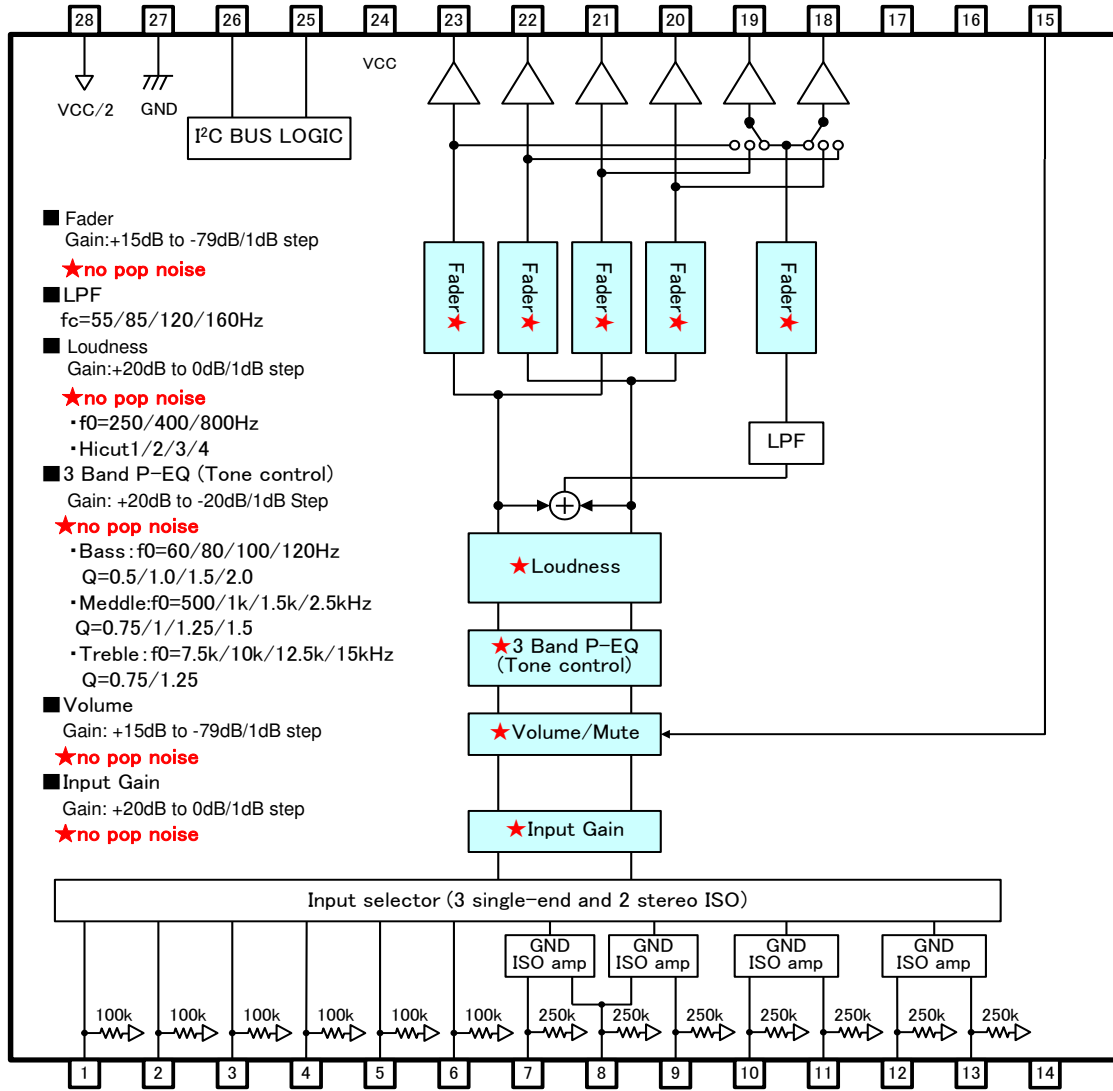 28 27 26 25 24 23 22 21 20 19 18 17 16 15
VCC
VCC/2
GND
I²C BUS LOGIC
■ Fader
Gain:+15dB to -79dB/1dB step
★no pop noise
■LPF
fc=55/85/120/160Hz
■ Loudness
Gain:+20dB to 0dB/1dB step
★no pop noise
・f0=250/400/800Hz
・Hicut1/2/3/4
■3 Band P-EQ (Tone control)
Gain: +20dB to -20dB/1dB Step
★no pop noise
・Bass:f0=60/80/100/120Hz
Q=0.5/1.0/1.5/2.0
・Meddle:f0=500/1k/1.5k/2.5kHz
Q=0.75/1/1.25/1.5
・Treble:f0=7.5k/10k/12.5k/15kHz
Q=0.75/1.25
■Volume
Gain: +15dB to -79dB/1dB step
★no pop noise
■Input Gain
Gain: +20dB to 0dB/1dB step
★no pop noise
Fader★
Fader★
Fader★
Fader★
Fader★
LPF
★Loudness
★3 Band P-EQ
(Tone control)
★Volume/Mute
★Input Gain
Input selector (3 single-end and 2 stereo ISO)
GND
ISO amp
GND
ISO amp
GND
ISO amp
GND
ISO amp
100k 100k 100k 100k 100k 100k 250k 250k 250k 250k 250k 250k 250k
1 2 3 4 5 6 7 8 9 10 11 12 13 14